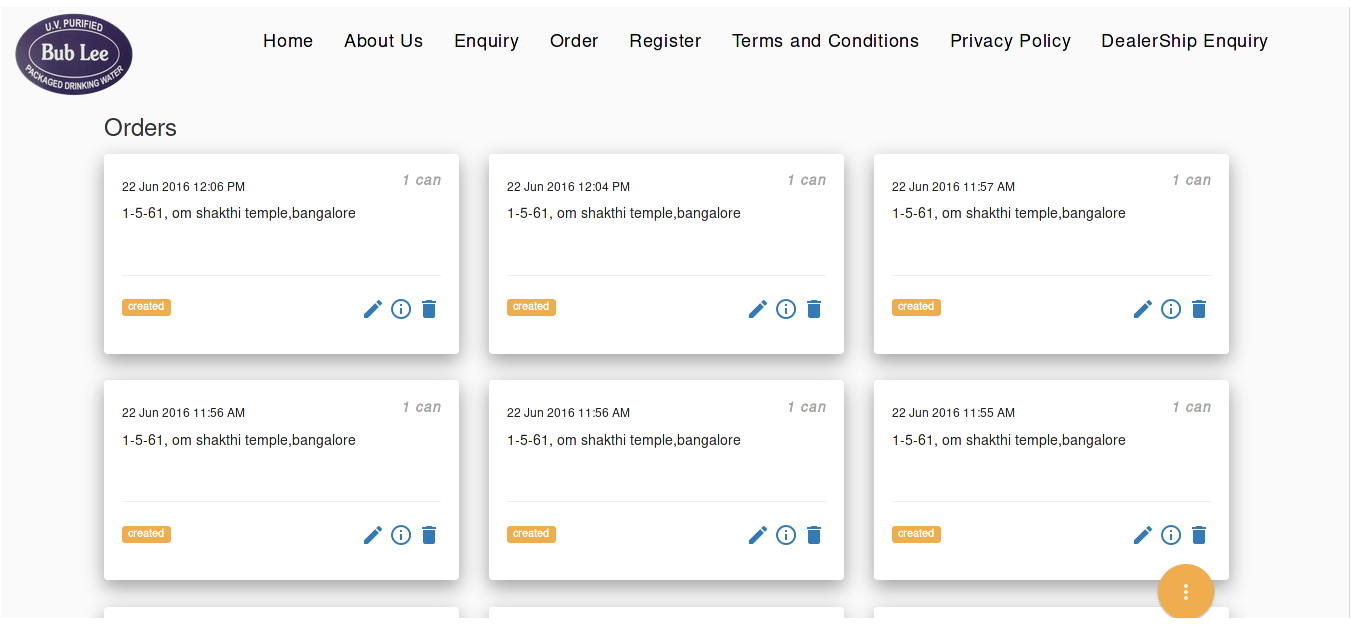 U.V. PURIFIED
Bub Lee
PACKAGED DRINKING WATER
Home About Us Enquiry Order Register Terms and Conditions Privacy Policy DealerShip Enquiry
Orders
22 Jun 2016 12:06 PM 1 can
1-5-61, om shakthi temple,bangalore
created
22 Jun 2016 12:04 PM 1 can
1-5-61, om shakthi temple,bangalore
created
22 Jun 2016 11:57 AM 1 can
1-5-61, om shakthi temple,bangalore
created
22 Jun 2016 11:56 AM 1 can
1-5-61, om shakthi temple,bangalore
created
22 Jun 2016 11:56 AM 1 can
1-5-61, om shakthi temple,bangalore
created
22 Jun 2016 11:55 AM 1 can
1-5-61, om shakthi temple,bangalore
created